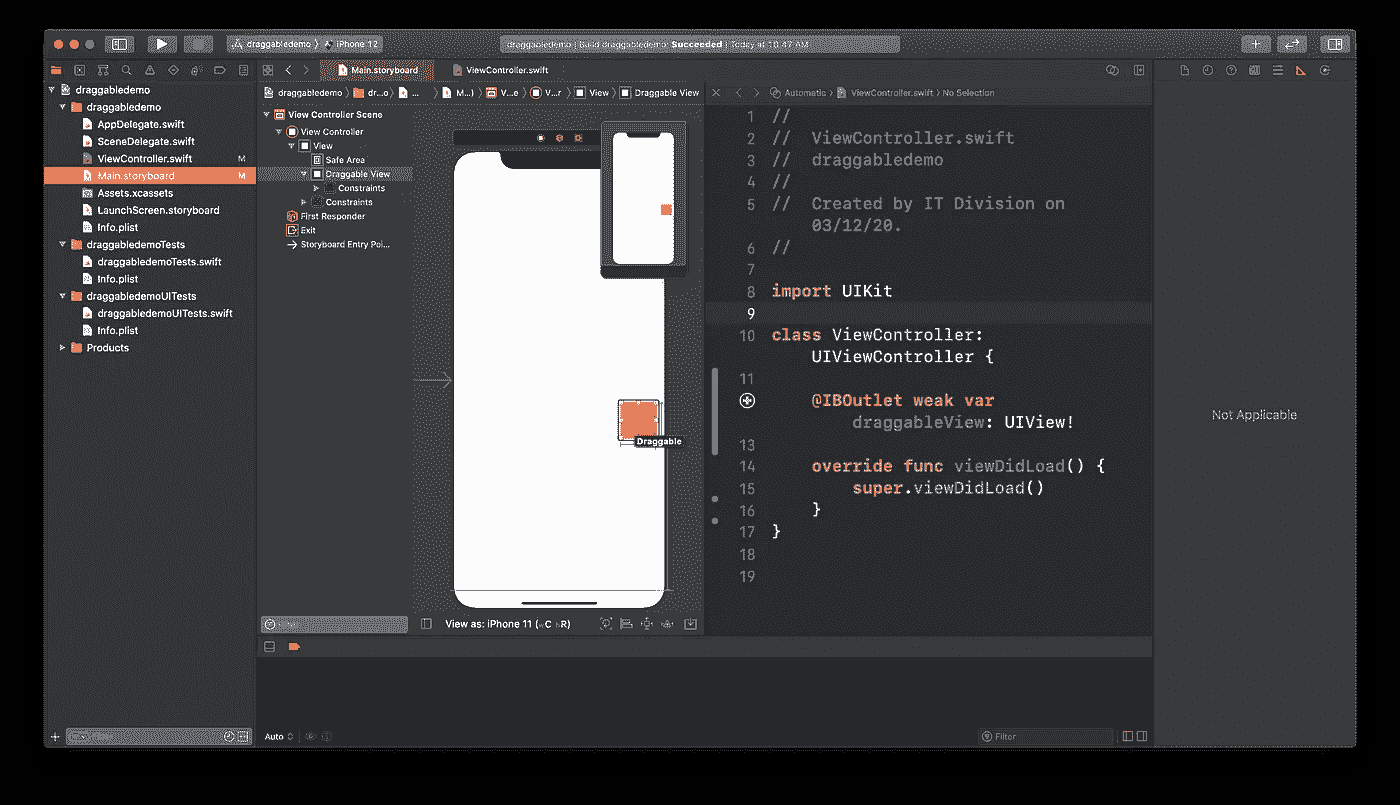 draggabledemo 〉 iPhone 12
draggabledemo | Build draggabledemo: Succeeded | Today at 10.47 AM
Main.storyboard
ViewController.swift
draggabledemo
draggabledemo
AppDelegate.swift
SceneDelegate.swift
ViewController.swift M
Main.storyboard M
Assets.xcassets
LaunchScreen.storyboard
Info.plist
draggabledemoTests
draggabledemoTests.swift
Info.plist
draggabledemoUITests
draggabledemoUITests.swift
Info.plist
Products
draggabledemo 〉 dr...o 〉 ... 〉 M...) 〉 V...e 〉 V...r 〉 View 〉 Draggable View
View Controller Scene
View Controller
View
Safe Area
Draggable View
Constraints
Constraints
First Responder
Exit
Storyboard Entry Poi...
Draggable
View as: iPhone 11 (wC hR)
Automatic 〉 ViewController.swift 〉 No Selection
1 //
2 // ViewController.swift
3 // draggabledemo
4 //
5 // Created by IT Division on
03/12/20.
6 //
7
8 import UIKit
9
10 class ViewController:
UIViewController {
11
@IBOutlet weak var
draggableView: UIView!
13
14 override func viewDidLoad() {
15 super.viewDidLoad()
16 }
17 }
18
19
Not Applicable
Auto
Filter